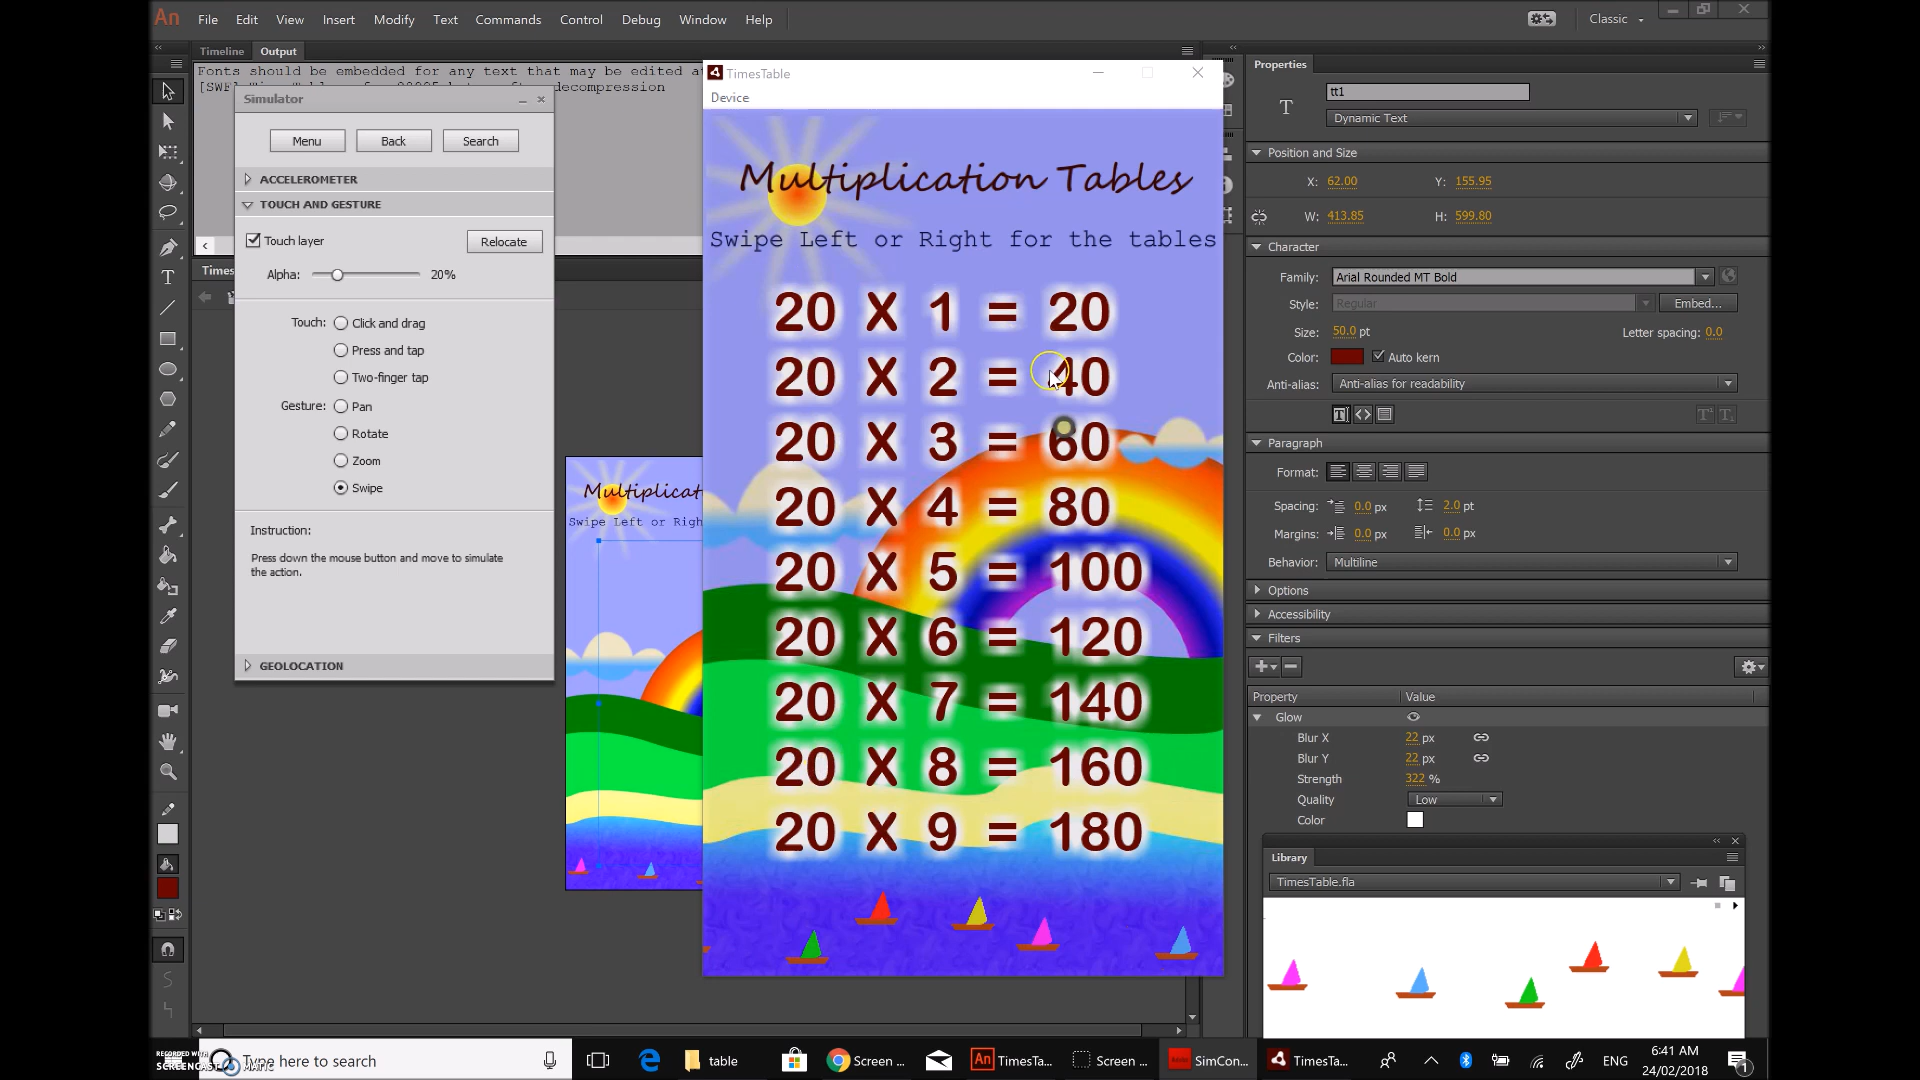 An File Edit View Insert Modify Text Commands Control Debug Window Help Classic
Timeline Output
Fonts should be embedded for any text that may be edited at
decompression
Simulator
Menu Back Search
ACCELEROMETER
TOUCH AND GESTURE
Touch layer Relocate
Alpha: 20%
Touch: Click and drag
Press and tap
Two-finger tap
Gesture: Pan
Rotate
Zoom
Swipe
Instruction:
Press down the mouse button and move to simulate
the action.
GEOLOCATION
Times
Multiplicat
Swipe Left or Righ
TimesTable
Device
Multiplication Tables
Swipe Left or Right for the tables
20 X 1 = 20
20 X 2 = 40
20 X 3 = 60
20 X 4 = 80
20 X 5 = 100
20 X 6 = 120
20 X 7 = 140
20 X 8 = 160
20 X 9 = 180
Properties
T tt1
Dynamic Text
Position and Size
X: 62.00 Y: 155.95
W: 413.85 H: 599.80
Character
Family: Arial Rounded MT Bold
Style: Regular Embed...
Size: 50.0 pt Letter spacing: 0.0
Color: Auto kern
Anti-alias: Anti-alias for readability
Paragraph
Format:
Spacing: 0.0 px 2.0 pt
Margins: 0.0 px 0.0 px
Behavior: Multiline
Options
Accessibility
Filters
Property Value
Glow
Blur X 22 px
Blur Y 22 px
Strength 322 %
Quality Low
Color
Library
TimesTable.fla
RECORDED WITH
SCREENCAST MATIC
Type here to search
table
Screen ...
An TimesTa...
Screen ...
SimCon...
TimesTa...
ENG
6:41 AM
24/02/2018
1